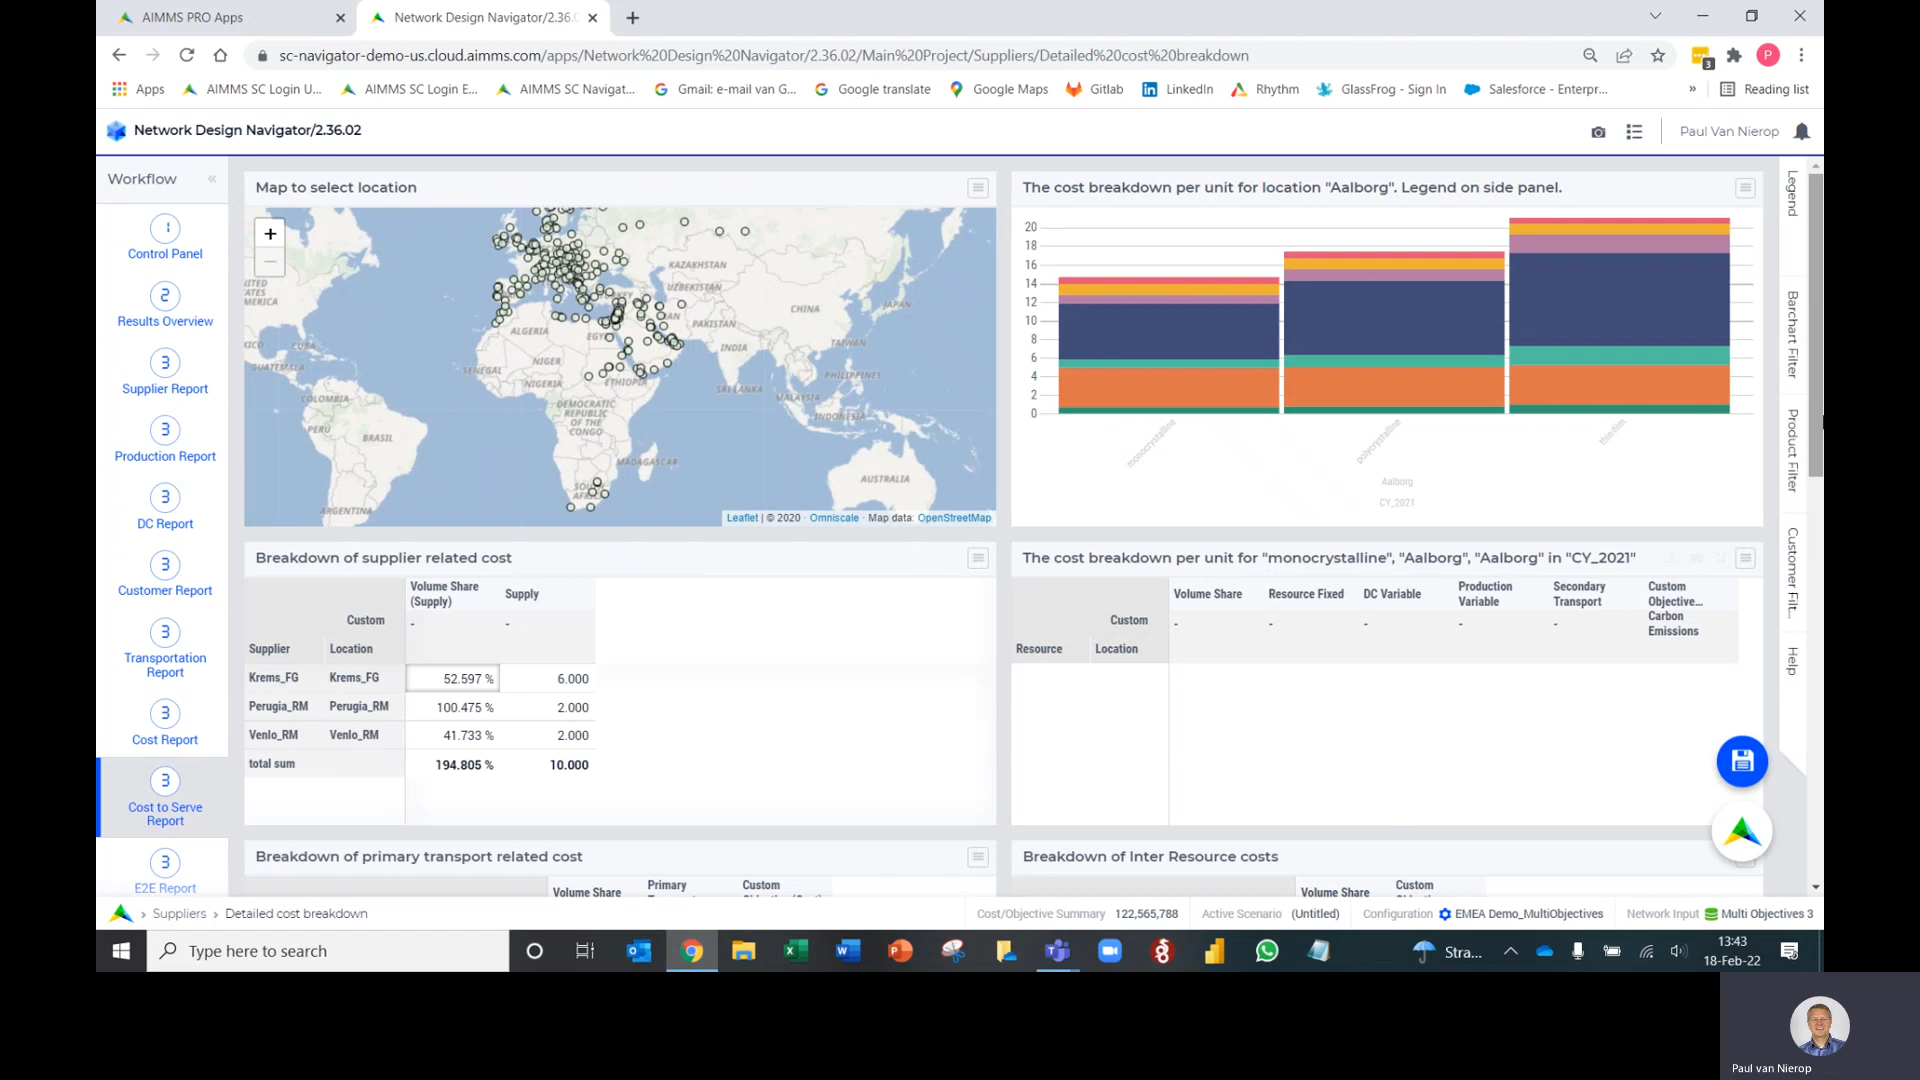 AIMMS PRO Apps
Network Design Navigator/2.36.0
sc-navigator-demo-us.cloud.aimms.com/apps/Network%20Design%20Navigator/2.36.02/Main%20Project/Suppliers/Detailed%20cost%20breakdown
3
P
Apps
AIMMS SC Login U...
AIMMS SC Login E...
AIMMS SC Navigat...
Gmail: e-mail van G...
Google translate
Google Maps
Gitlab
LinkedIn
Rhythm
GlassFrog - Sign In
Salesforce - Enterpr...
»
Reading list
Network Design Navigator/2.36.02
Paul Van Nierop
Workflow «
1
Control Panel
2
Results Overview
3
Supplier Report
3
Production Report
3
DC Report
3
Customer Report
3
Transportation
Report
3
Cost Report
3
Cost to Serve
Report
3
E2E Report
Map to select location
+
−
KAZAKHSTAN
UZBEKISTAN
CHINA
JAPAN
PAKISTAN
TAIWAN
INDIA
ALGERIA
NIGER
SENEGAL
NIGERIA
ETHIOPIA
SRI LANKA
PHILIPPINES
MALAYSIA
INDONESIA
DEMOCRATIC
REPUBLIC
OF THE
CONGO
GUATEMALA
COLOMBIA
PERU
BRASIL
MADAGASCAR
AUSTRALIA
ARGENTINA
Leaflet | © 2020 · Omniscale · Map data: OpenStreetMap
The cost breakdown per unit for location "Aalborg". Legend on side panel.
20
18
16
14
12
10
8
6
4
2
0
monocrystalline
polycrystalline
thin-film
Aalborg
CY_2021
Legend
Barchart Filter
Product Filter
Customer Filt...
Help
Breakdown of supplier related cost
Volume Share
(Supply)
Supply
Custom
-
-
Supplier Location
Krems_FG Krems_FG 52.597 % 6.000
Perugia_RM Perugia_RM 100.475 % 2.000
Venlo_RM Venlo_RM 41.733 % 2.000
total sum 194.805 % 10.000
The cost breakdown per unit for "monocrystalline", "Aalborg", "Aalborg" in "CY_2021"
Volume Share
Resource Fixed
DC Variable
Production
Variable
Secondary
Transport
Custom
Objective...
Carbon
Emissions
Custom
-
-
-
-
-
Resource Location
Breakdown of primary transport related cost
Volume Share
Primary
Custom
Breakdown of Inter Resource costs
Volume Share
Custom
› Suppliers › Detailed cost breakdown
Cost/Objective Summary 122,565,788
Active Scenario (Untitled)
Configuration EMEA Demo_MultiObjectives
Network Input Multi Objectives 3
Type here to search
Stra...
13:43
18-Feb-22
Paul van Nierop